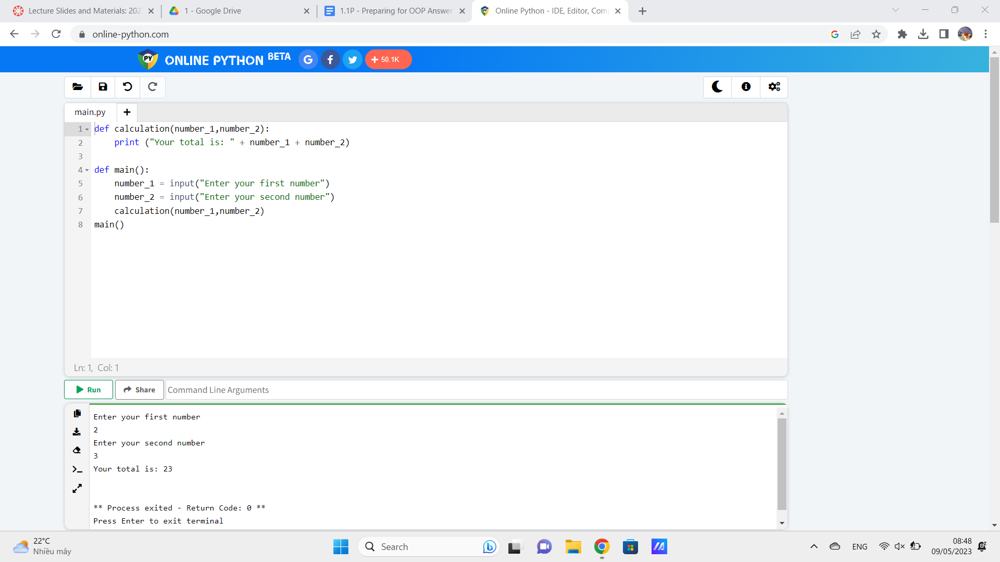 Lecture Slides and Materials: 202
1 - Google Drive
1.1P - Preparing for OOP Answer
Online Python - IDE, Editor, Com
online-python.com
PY ONLINE PYTHON BETA
50.1K
main.py
1 def calculation(number_1,number_2):
2 print ("Your total is: " + number_1 + number_2)
3
4 def main():
5 number_1 = input("Enter your first number")
6 number_2 = input("Enter your second number")
7 calculation(number_1,number_2)
8 main()
Ln: 1, Col: 1
Run
Share
Command Line Arguments
Enter your first number
2
Enter your second number
3
Your total is: 23
** Process exited - Return Code: 0 **
Press Enter to exit terminal
22°C
Nhiều mây
Search
ENG
08:48
09/05/2023